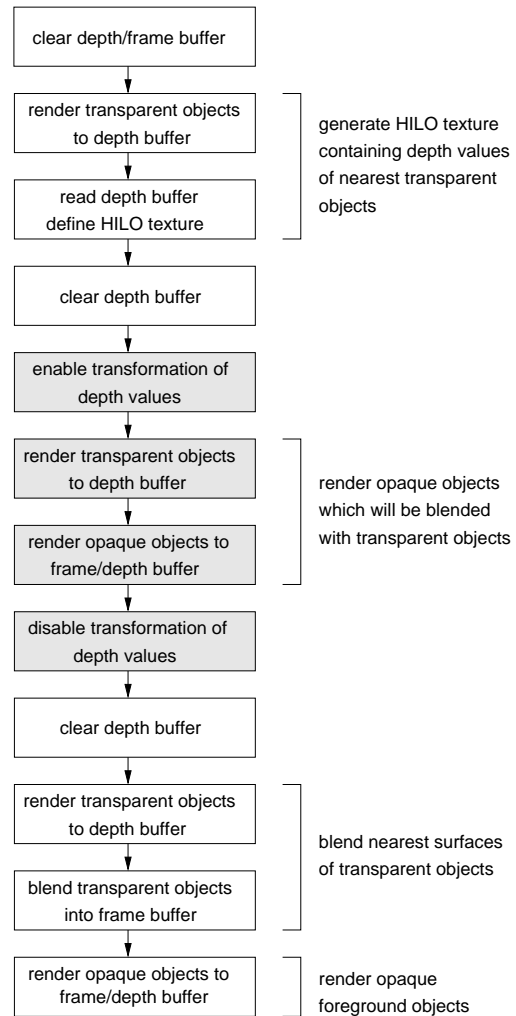 clear depth/frame buffer
render transparent objects
to depth buffer
read depth buffer
define HILO texture
generate HILO texture
containing depth values
of nearest transparent
objects
clear depth buffer
enable transformation of
depth values
render transparent objects
to depth buffer
render opaque objects to
frame/depth buffer
render opaque objects
which will be blended
with transparent objects
disable transformation of
depth values
clear depth buffer
render transparent objects
to depth buffer
blend transparent objects
into frame buffer
blend nearest surfaces
of transparent objects
render opaque objects to
frame/depth buffer
render opaque
foreground objects